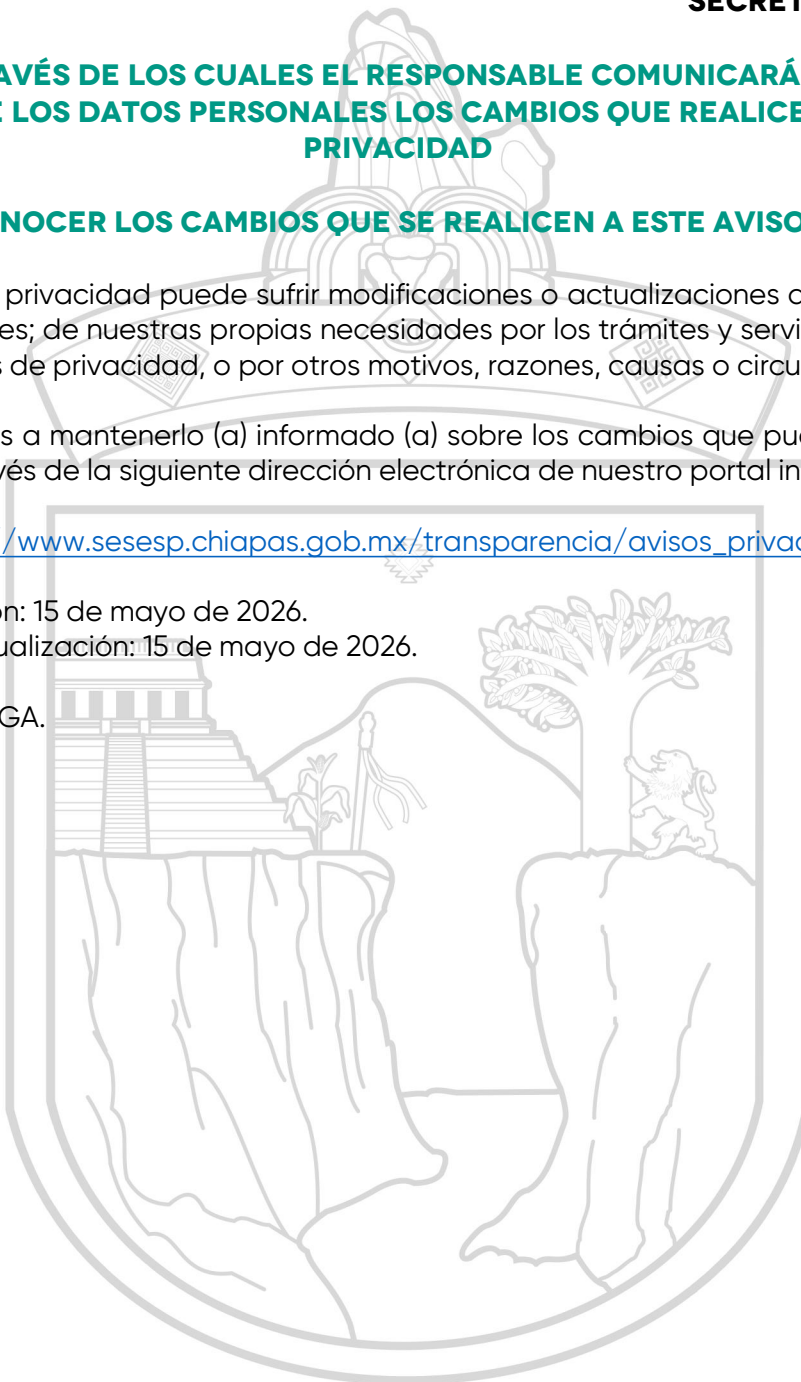 SECRET
AVÉS DE LOS CUALES EL RESPONSABLE COMUNICARÁ
E LOS DATOS PERSONALES LOS CAMBIOS QUE REALICE
PRIVACIDAD
NOCER LOS CAMBIOS QUE SE REALICEN A ESTE AVISO
privacidad puede sufrir modificaciones o actualizaciones
es; de nuestras propias necesidades por los trámites y servi
s de privacidad, o por otros motivos, razones, causas o circu
s a mantenerlo (a) informado (a) sobre los cambios que pu
vés de la siguiente dirección electrónica de nuestro portal in
/www.sesesp.chiapas.gob.mx/transparencia/avisos_priva
n: 15 de mayo de 2026.
ualización: 15 de mayo de 2026.
GA.